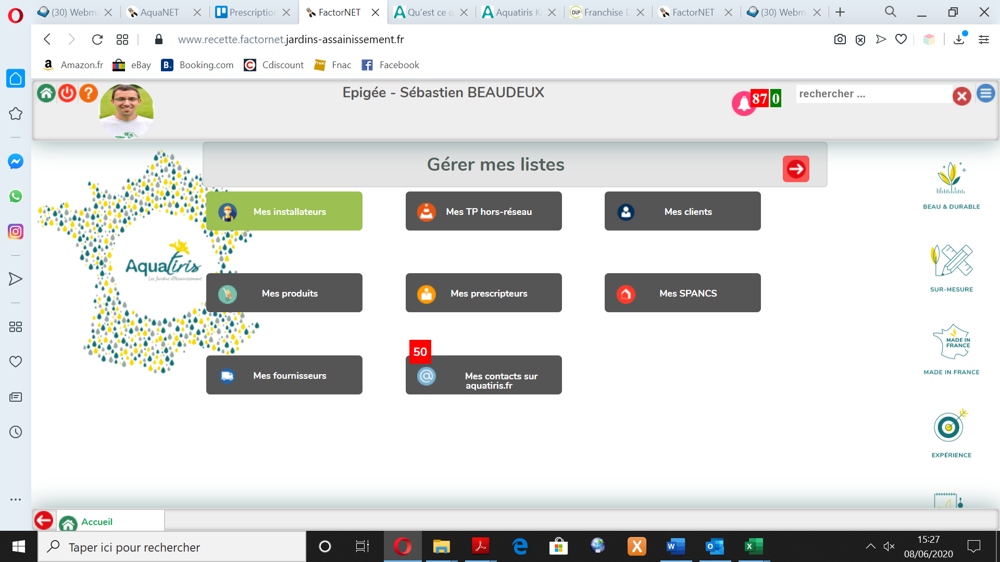 (30) Webm
AquaNET
Prescription
FactorNET
Qu'est ce q
Aquatiris K
Franchise D
FactorNET
(30) Webm
www.recette.factornet.jardins-assainissement.fr
Amazon.fr
eBay
Booking.com
Cdiscount
Fnac
Facebook
Epigée - Sébastien BEAUDEUX
87 0
rechercher ...
Gérer mes listes
Mes installateurs
Mes TP hors-réseau
Mes clients
BEAU & DURABLE
Aquatiris
Les Jardins d'Assainissement
Mes produits
Mes prescripteurs
Mes SPANCS
SUR-MESURE
50
Mes fournisseurs
Mes contacts sur
aquatiris.fr
MADE IN
FRANCE
MADE IN FRANCE
EXPÉRIENCE
Accueil
Taper ici pour rechercher
15:27
08/06/2020